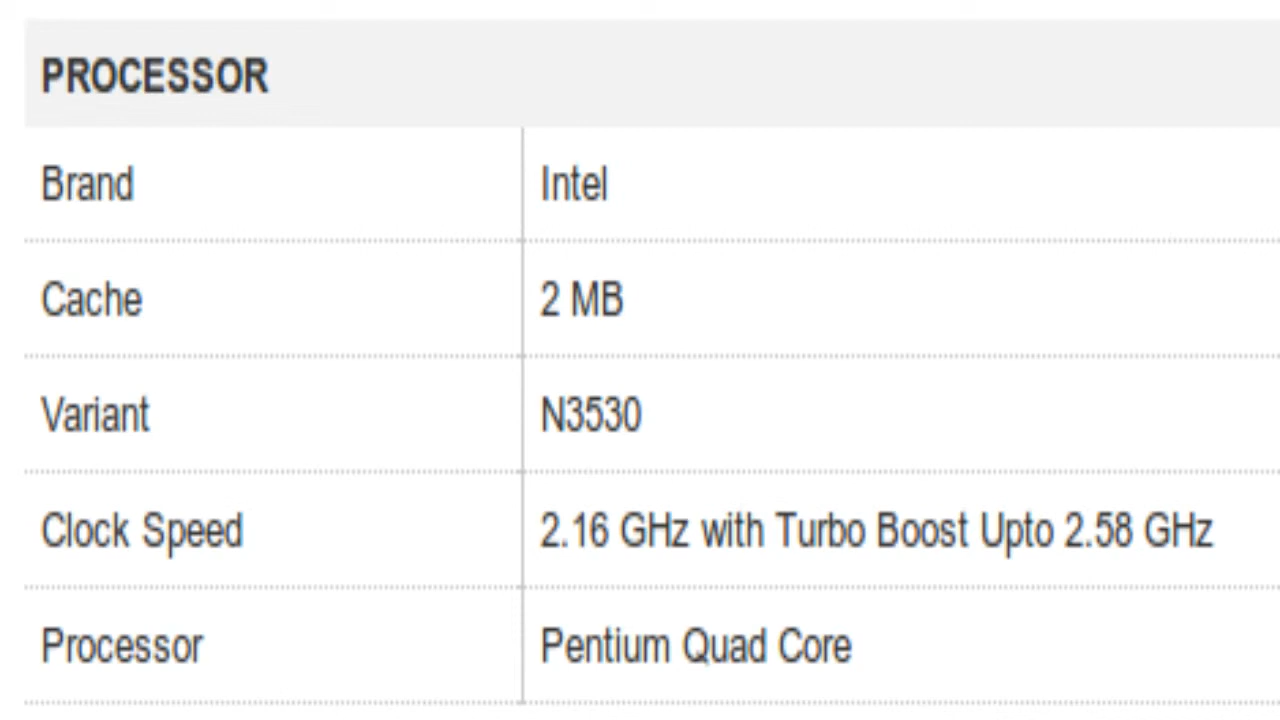 PROCESSOR
Brand Intel
Cache 2 MB
Variant N3530
Clock Speed 2.16 GHz with Turbo Boost Upto 2.58 GHz
Processor Pentium Quad Core